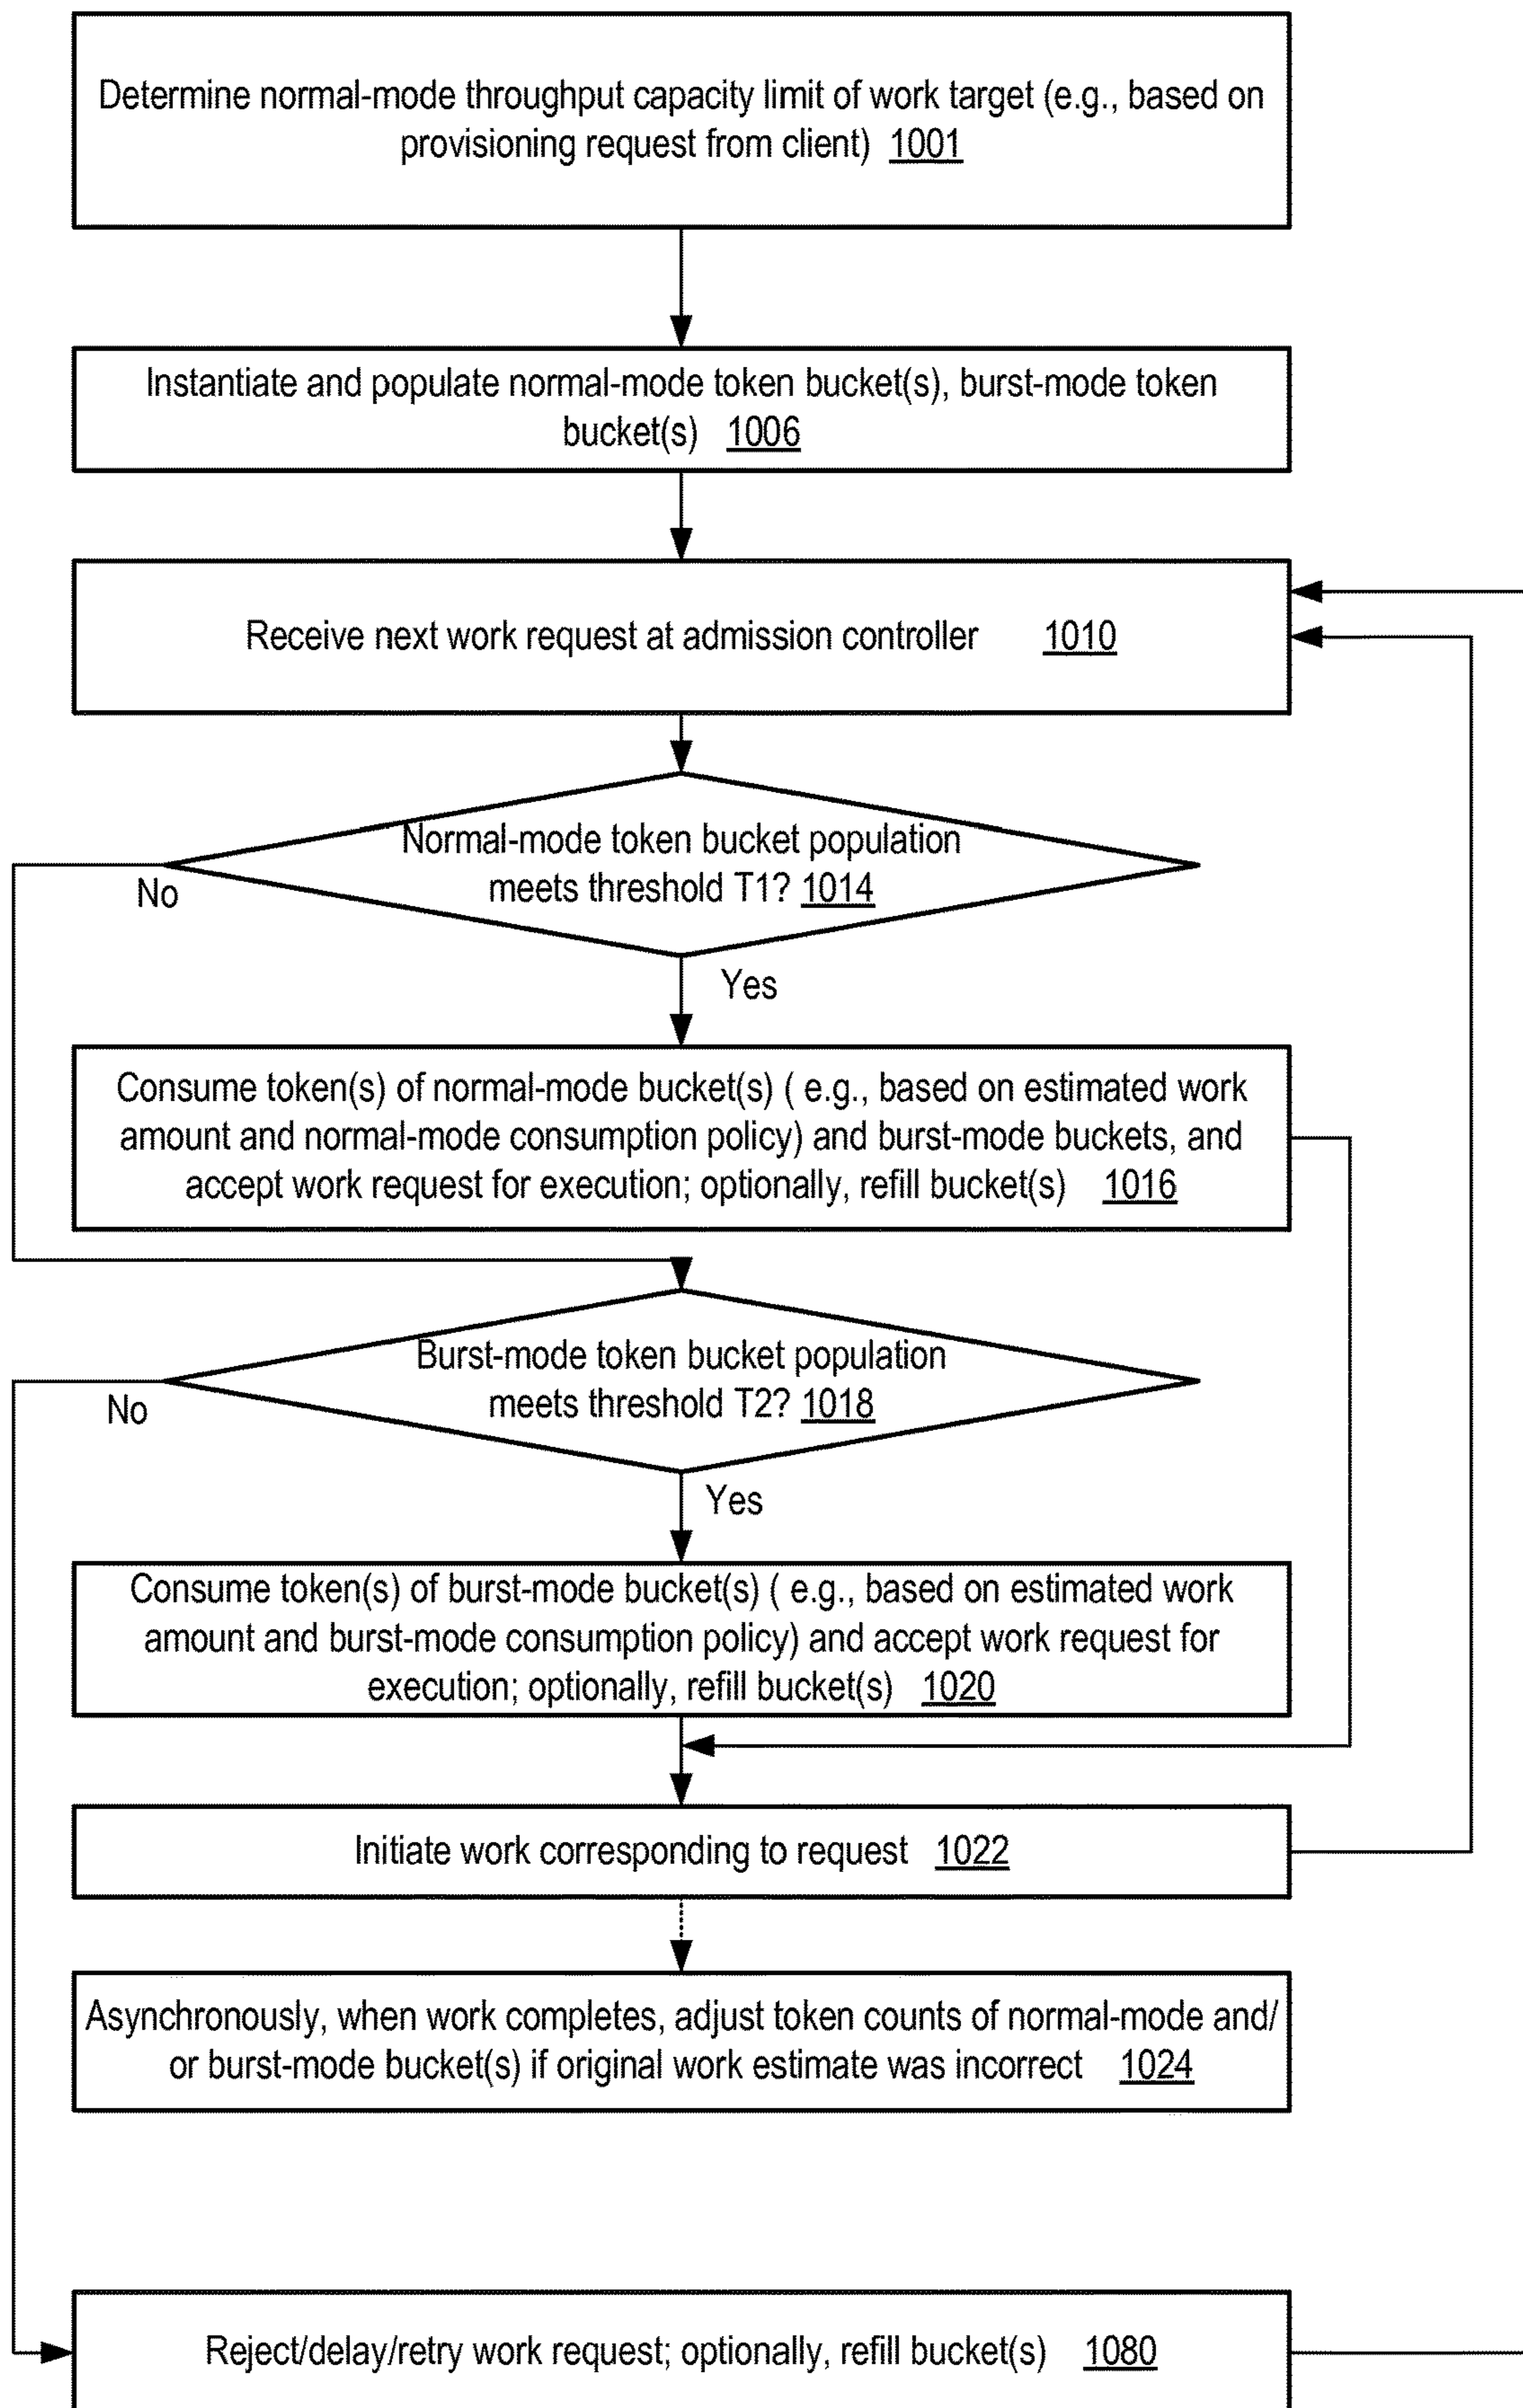 Determine normal-mode throughput capacity limit of work target (e.g., based on
provisioning request from client) 1001
Instantiate and populate normal-mode token bucket(s), burst-mode token
bucket(s) 1006
Receive next work request at admission controller 1010
Normal-mode token bucket population
meets threshold T1? 1014
No
Yes
Consume token(s) of normal-mode bucket(s) ( e.g., based on estimated work
amount and normal-mode consumption policy) and burst-mode buckets, and
accept work request for execution; optionally, refill bucket(s) 1016
Burst-mode token bucket population
meets threshold T2? 1018
No
Yes
Consume token(s) of burst-mode bucket(s) ( e.g., based on estimated work
amount and burst-mode consumption policy) and accept work request for
execution; optionally, refill bucket(s) 1020
Initiate work corresponding to request 1022
Asynchronously, when work completes, adjust token counts of normal-mode and/
or burst-mode bucket(s) if original work estimate was incorrect 1024
Reject/delay/retry work request; optionally, refill bucket(s) 1080